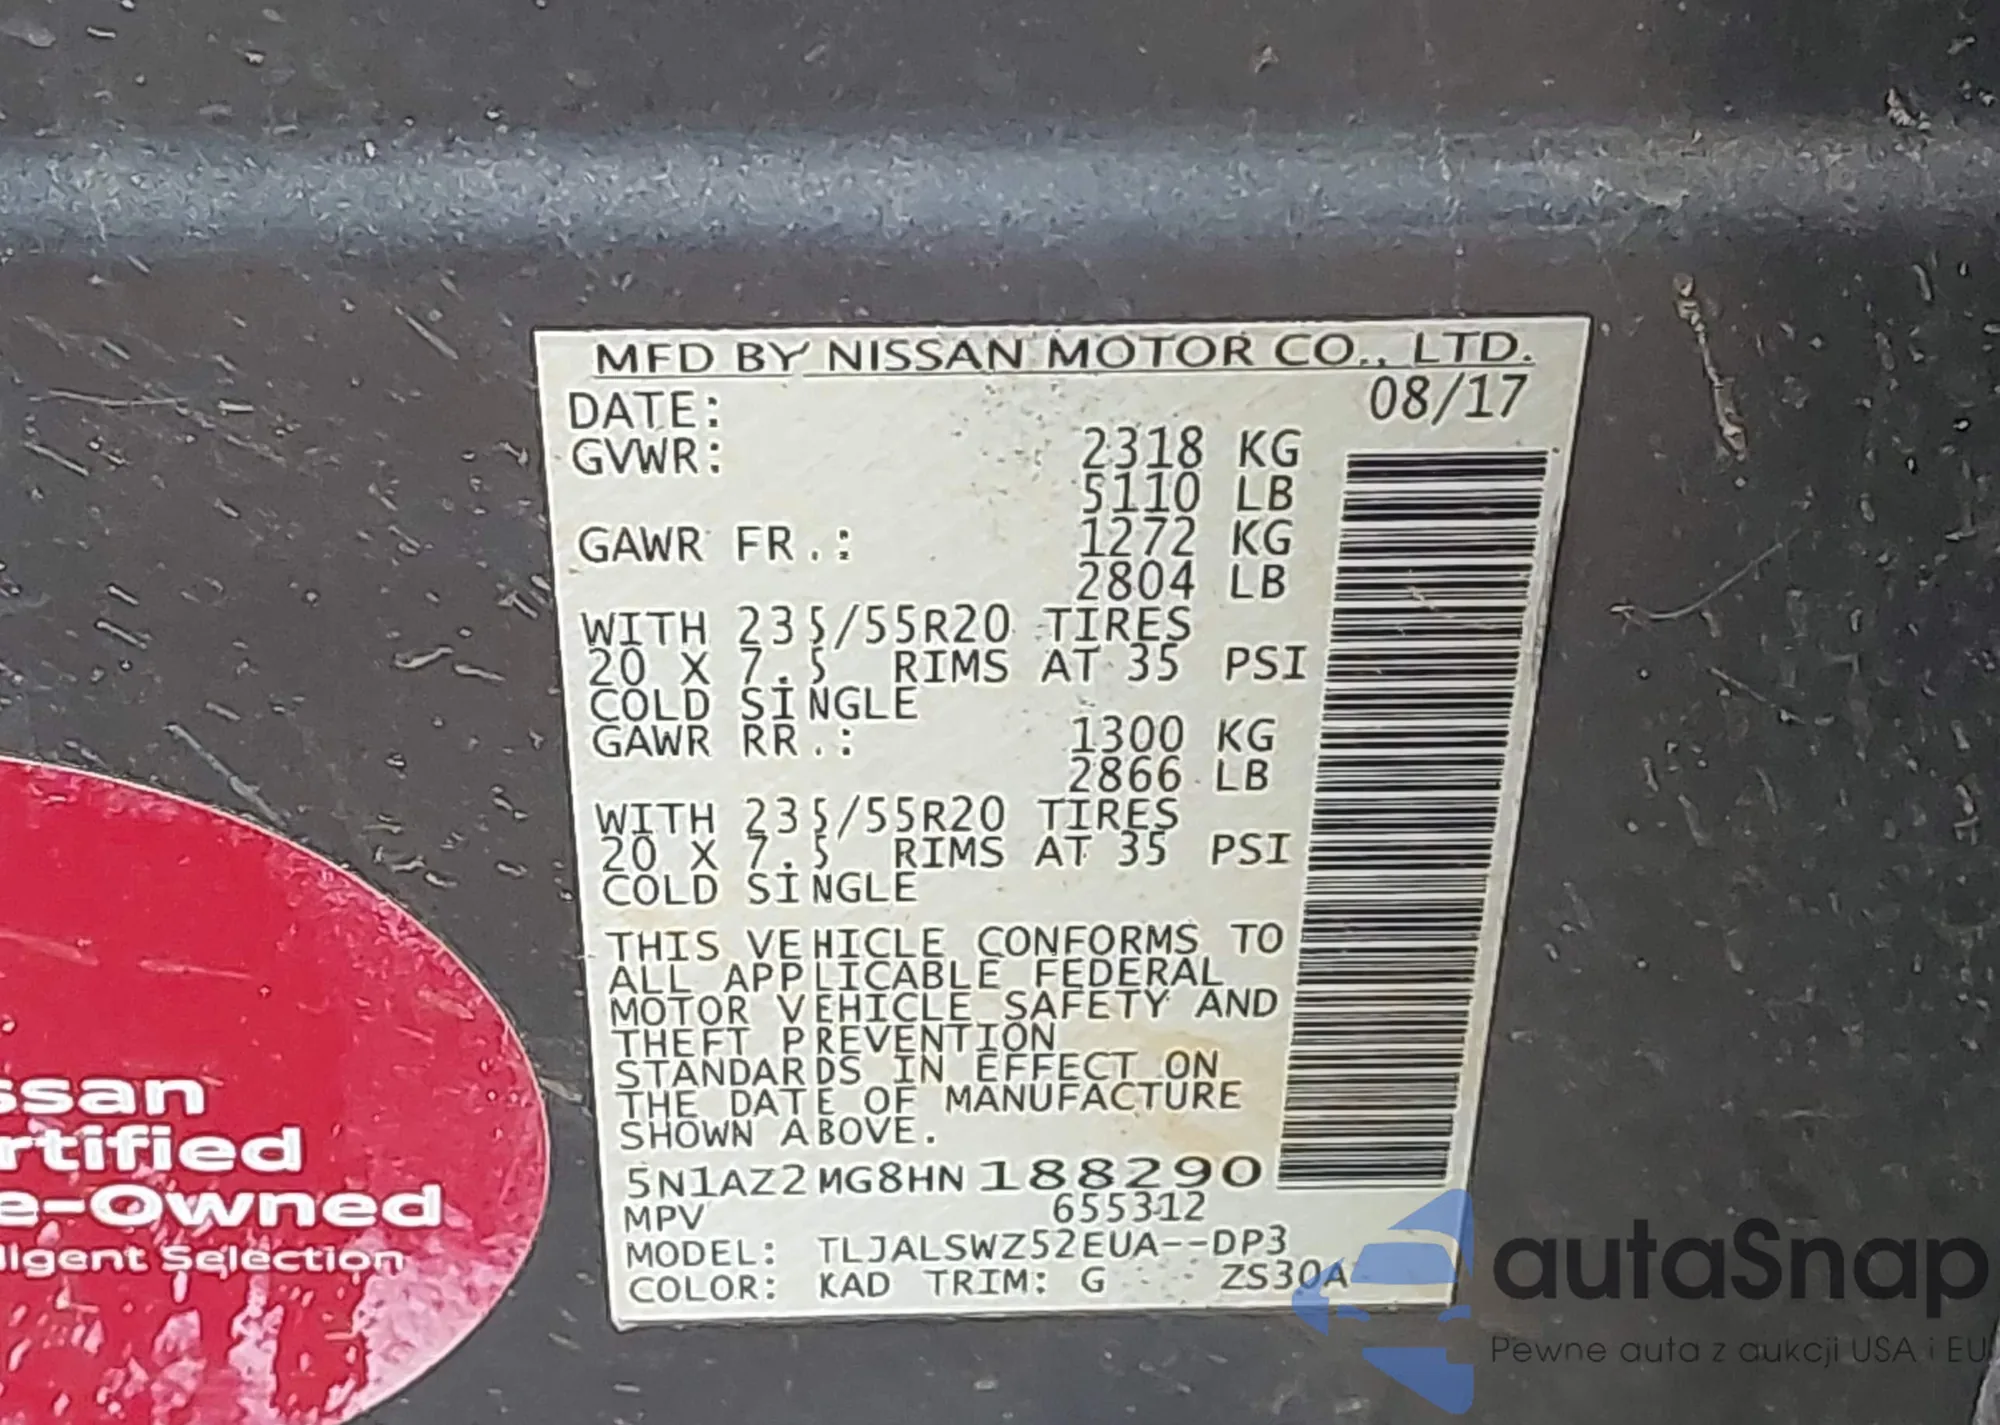 MFD BY NISSAN MOTOR CO., LTD.
DATE: 08/17
GVWR: 2318 KG
5110 LB
GAWR FR.: 1272 KG
2804 LB
WITH 235/55R20 TIRES
20 X 7.5 RIMS AT 35 PSI
COLD SINGLE
GAWR RR.: 1300 KG
2866 LB
WITH 235/55R20 TIRES
20 X 7.5 RIMS AT 35 PSI
COLD SINGLE
THIS VEHICLE CONFORMS TO
ALL APPLICABLE FEDERAL
MOTOR VEHICLE SAFETY AND
THEFT PREVENTION
STANDARDS IN EFFECT ON
THE DATE OF MANUFACTURE
SHOWN ABOVE.
5N1AZ2MG8HN188290
MPV 655312
MODEL: TLJALSWZ52EUA--DP3
COLOR: KAD TRIM: G ZS30A
ssan
rtified
e-Owned
lligent Selection
autaSnap
Pewne auta z aukcji USA i EU